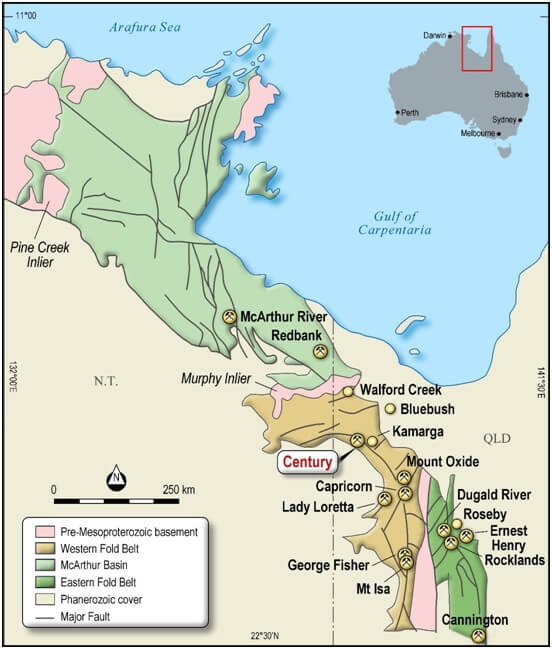 11°00
Arafura Sea
Darwin
Brisbane
Perth
Sydney
Melbourne
Gulf of
Carpentaria
Pine Creek
Inlier
McArthur River
Redbank
132°00'E
141°30'E
N.T.
Murphy Inlier
Walford Creek
Bluebush
Kamarga
QLD
Century
Mount Oxide
Capricorn
Lady Loretta
Dugald River
Roseby
Ernest
Henry
Rocklands
George Fisher
Mt Isa
Cannington
N
0
250 km
Pre-Mesoproterozoic basement
Western Fold Belt
McArthur Basin
Eastern Fold Belt
Phanerozoic cover
Major Fault
22°30'N